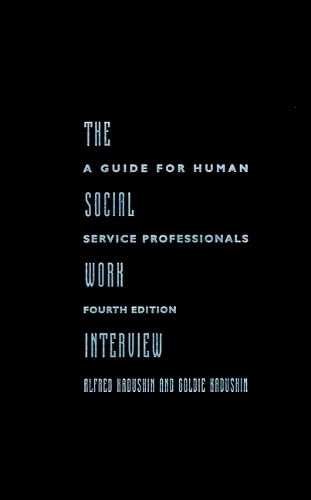 THE
A GUIDE FOR HUMAN
SOCIAL
SERVICE PROFESSIONALS
WORK
FOURTH EDITION
INTERVIEW
ALFRED KADUSHIN AND GOLDIE KADUSHIN